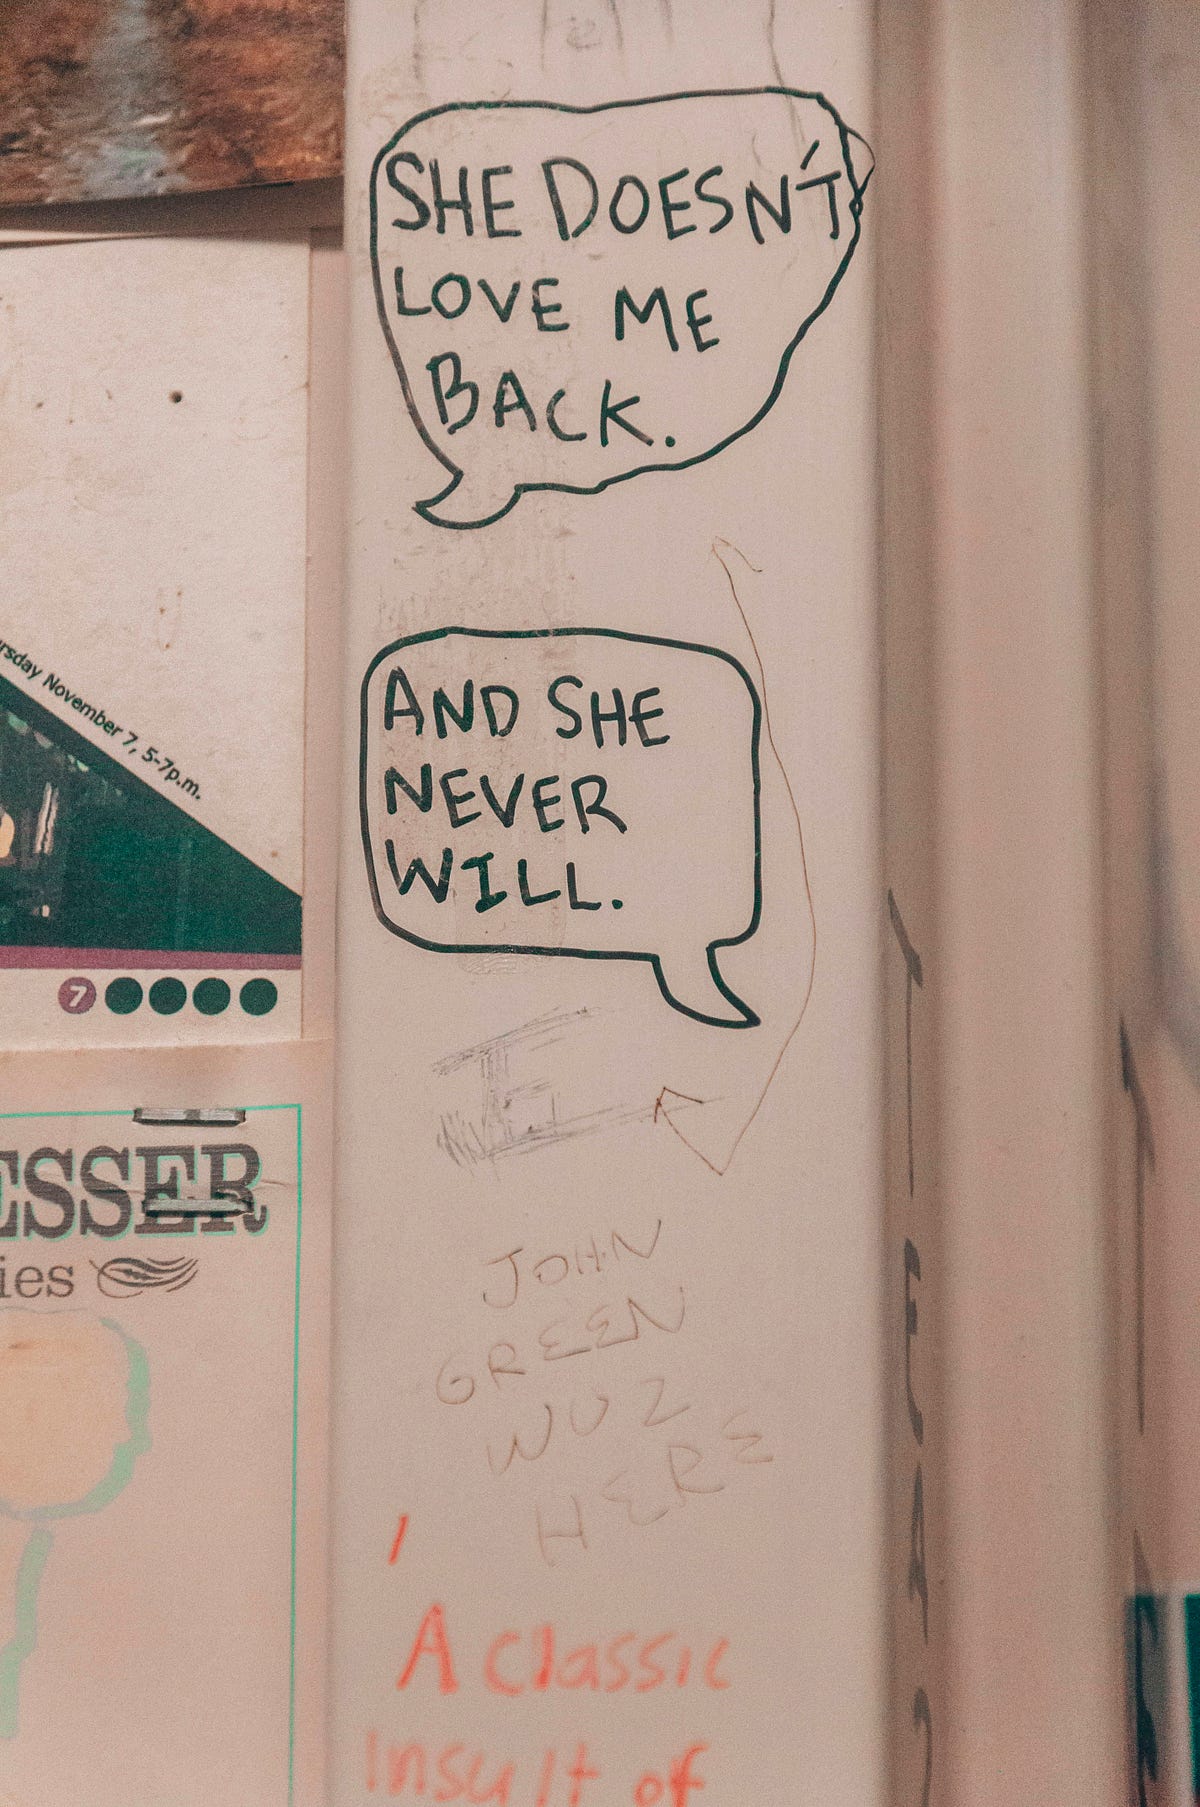 SHE DOESN'T
LOVE ME
BACK.
AND SHE
NEVER
WILL.
JOHN
GREEN
WUZ
HERE
A classic
Insult of
November 7, 5-7p.m.
7
ESSER
ies